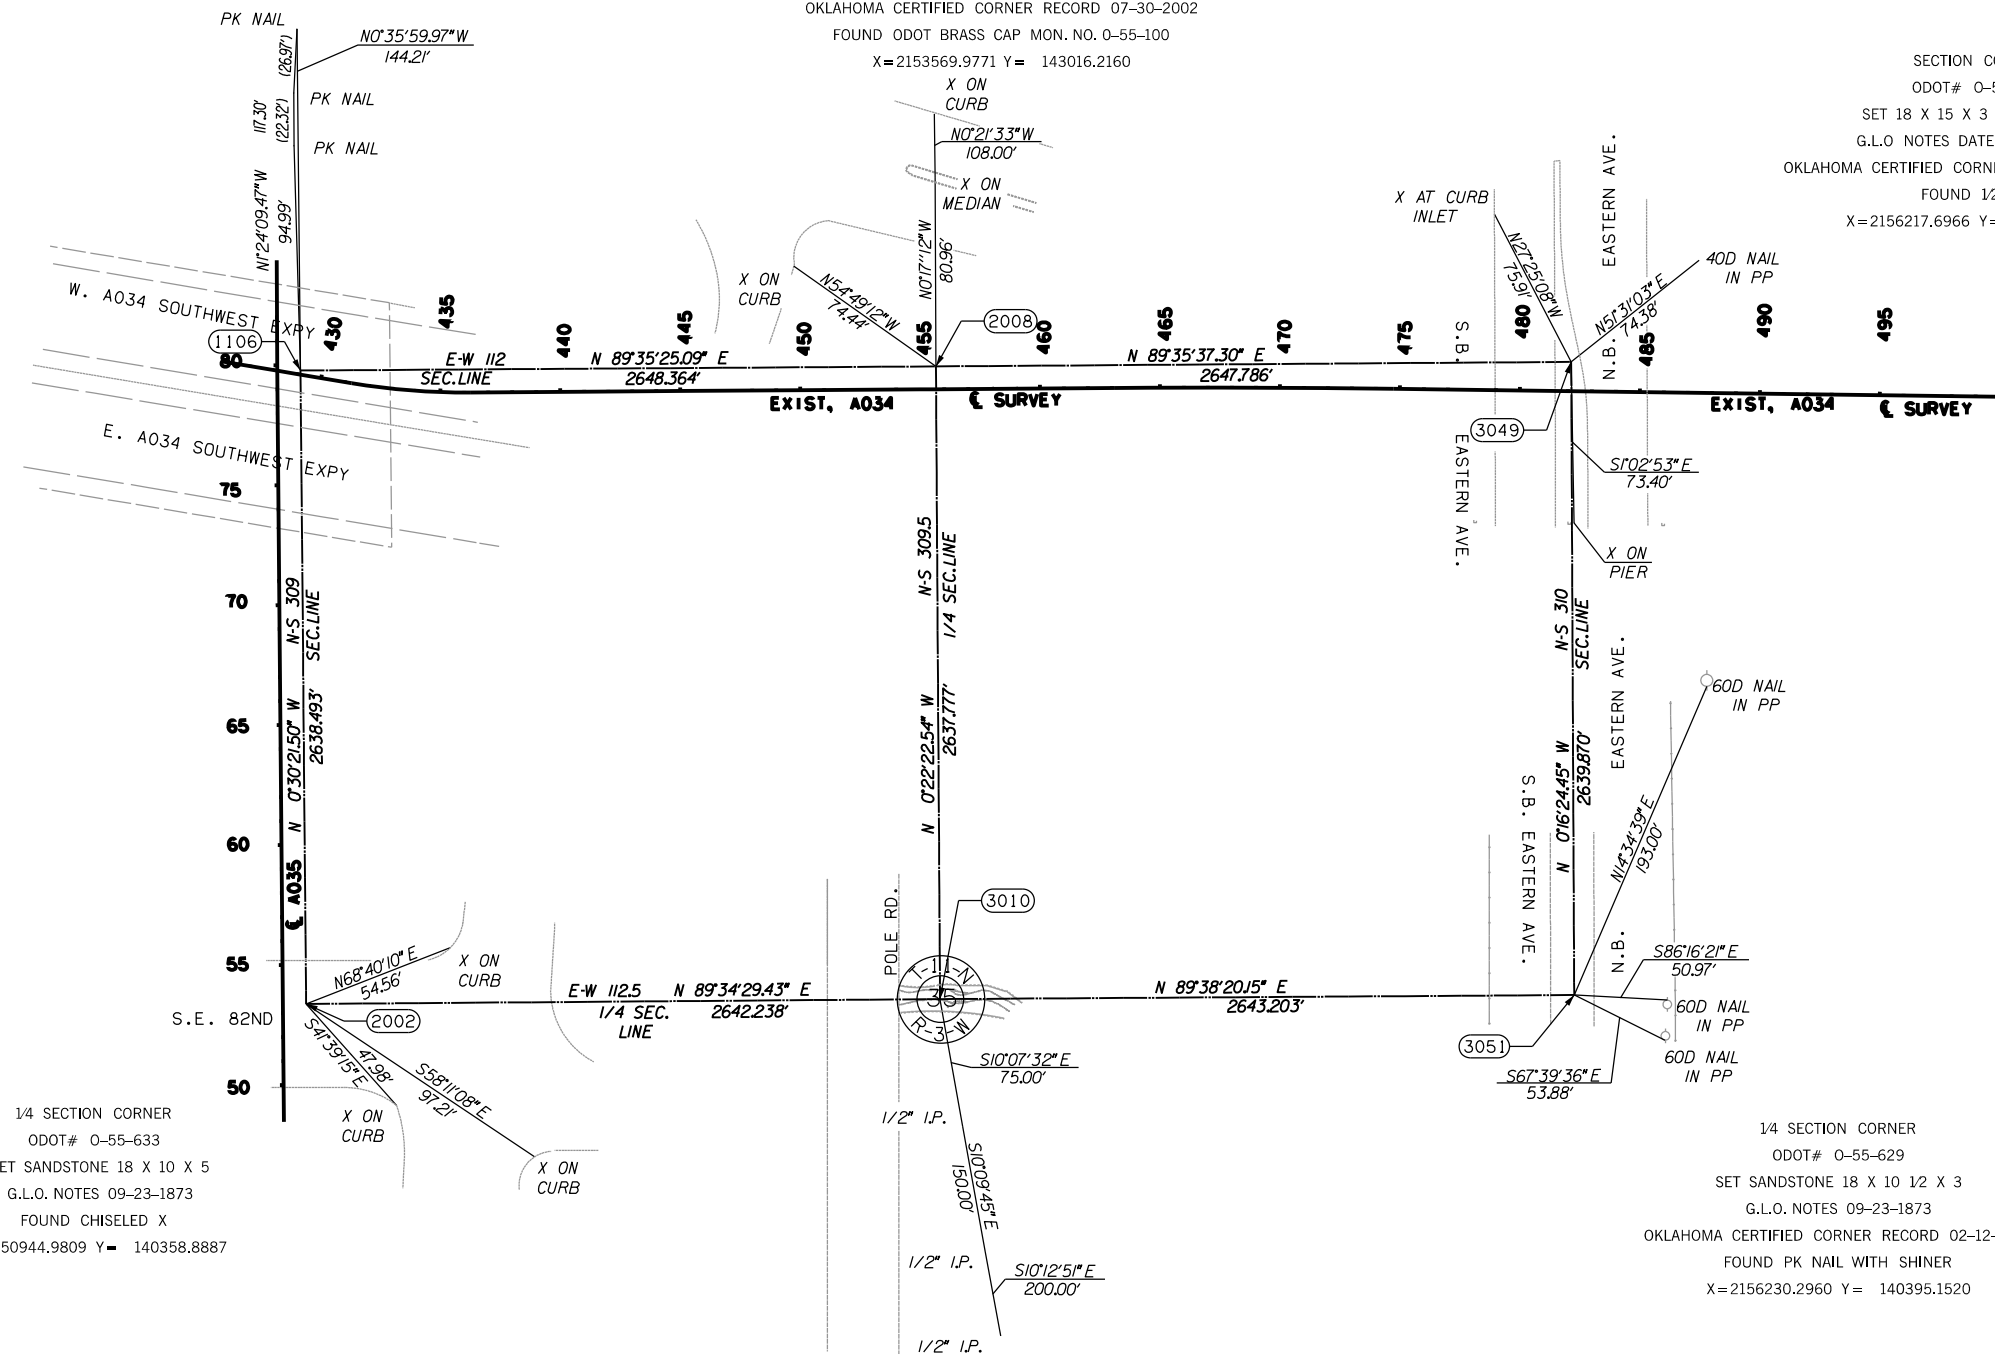 PK NAIL
N0°35'59.97"W
144.21'
(26.97')
117.30'
(22.32')
PK NAIL
PK NAIL
N1°24'09.47"W
94.99'
OKLAHOMA CERTIFIED CORNER RECORD 07-30-2002
FOUND ODOT BRASS CAP MON. NO. 0-55-100
X=2153569.9771 Y= 143016.2160
X ON
CURB
N0°21'33"W
108.00'
X ON
MEDIAN
N0°17'12"W
80.96'
X ON
CURB
N54°49'12"W
74.44'
SECTION CO
ODOT# O-5
SET 18 X 15 X 3
G.L.O NOTES DATE
OKLAHOMA CERTIFIED CORNE
FOUND 1/2
X=2156217.6966 Y=
X AT CURB
INLET
N27°25'08"W
75.91'
N.B. EASTERN AVE.
N51°31'03"E
74.38'
40D NAIL
IN PP
W. A034 SOUTHWEST EXPY
1106
80
430
435
440
445
450
455
460
465
470
475
480
485
490
495
2008
E-W 112
SEC.LINE
N 89°35'25.09" E
2648.364'
N 89°35'37.30" E
2647.786'
EXIST, A034
℄ SURVEY
EXIST, A034
℄ SURVEY
S.B. EASTERN AVE.
3049
S1°02'53"E
73.40'
X ON
PIER
E. A034 SOUTHWEST EXPY
75
70
65
60
55
50
℄ A035
N 0°30'21.50" W
2638.493'
N-S 309
SEC.LINE
N-S 309.5
1/4 SEC.LINE
N 0°22'22.54" W
2637.777'
N-S 310
SEC.LINE
N 0°16'24.45" W
2639.870'
S.B. EASTERN AVE.
N.B. EASTERN AVE.
60D NAIL
IN PP
N14°34'39"E
193.00'
S86°16'21"E
50.97'
60D NAIL
IN PP
60D NAIL
IN PP
S67°39'36"E
53.88'
3051
POLE RD.
3010
T-11-N
35
R-3-W
N68°40'10"E
54.56'
X ON
CURB
E-W 112.5
1/4 SEC.
LINE
N 89°34'29.43" E
2642.238'
N 89°38'20.15" E
2643.203'
S.E. 82ND
2002
S41°39'15"E
47.98'
S58°11'08"E
97.21'
X ON
CURB
X ON
CURB
S10°07'32"E
75.00'
1/2" I.P.
S10°09'45"E
150.00'
1/2" I.P.
S10°12'51"E
200.00'
1/2" I.P.
1/4 SECTION CORNER
ODOT# O-55-633
ET SANDSTONE 18 X 10 X 5
G.L.O. NOTES 09-23-1873
FOUND CHISELED X
50944.9809 Y= 140358.8887
1/4 SECTION CORNER
ODOT# O-55-629
SET SANDSTONE 18 X 10 1/2 X 3
G.L.O. NOTES 09-23-1873
OKLAHOMA CERTIFIED CORNER RECORD 02-12-
FOUND PK NAIL WITH SHINER
X=2156230.2960 Y= 140395.1520